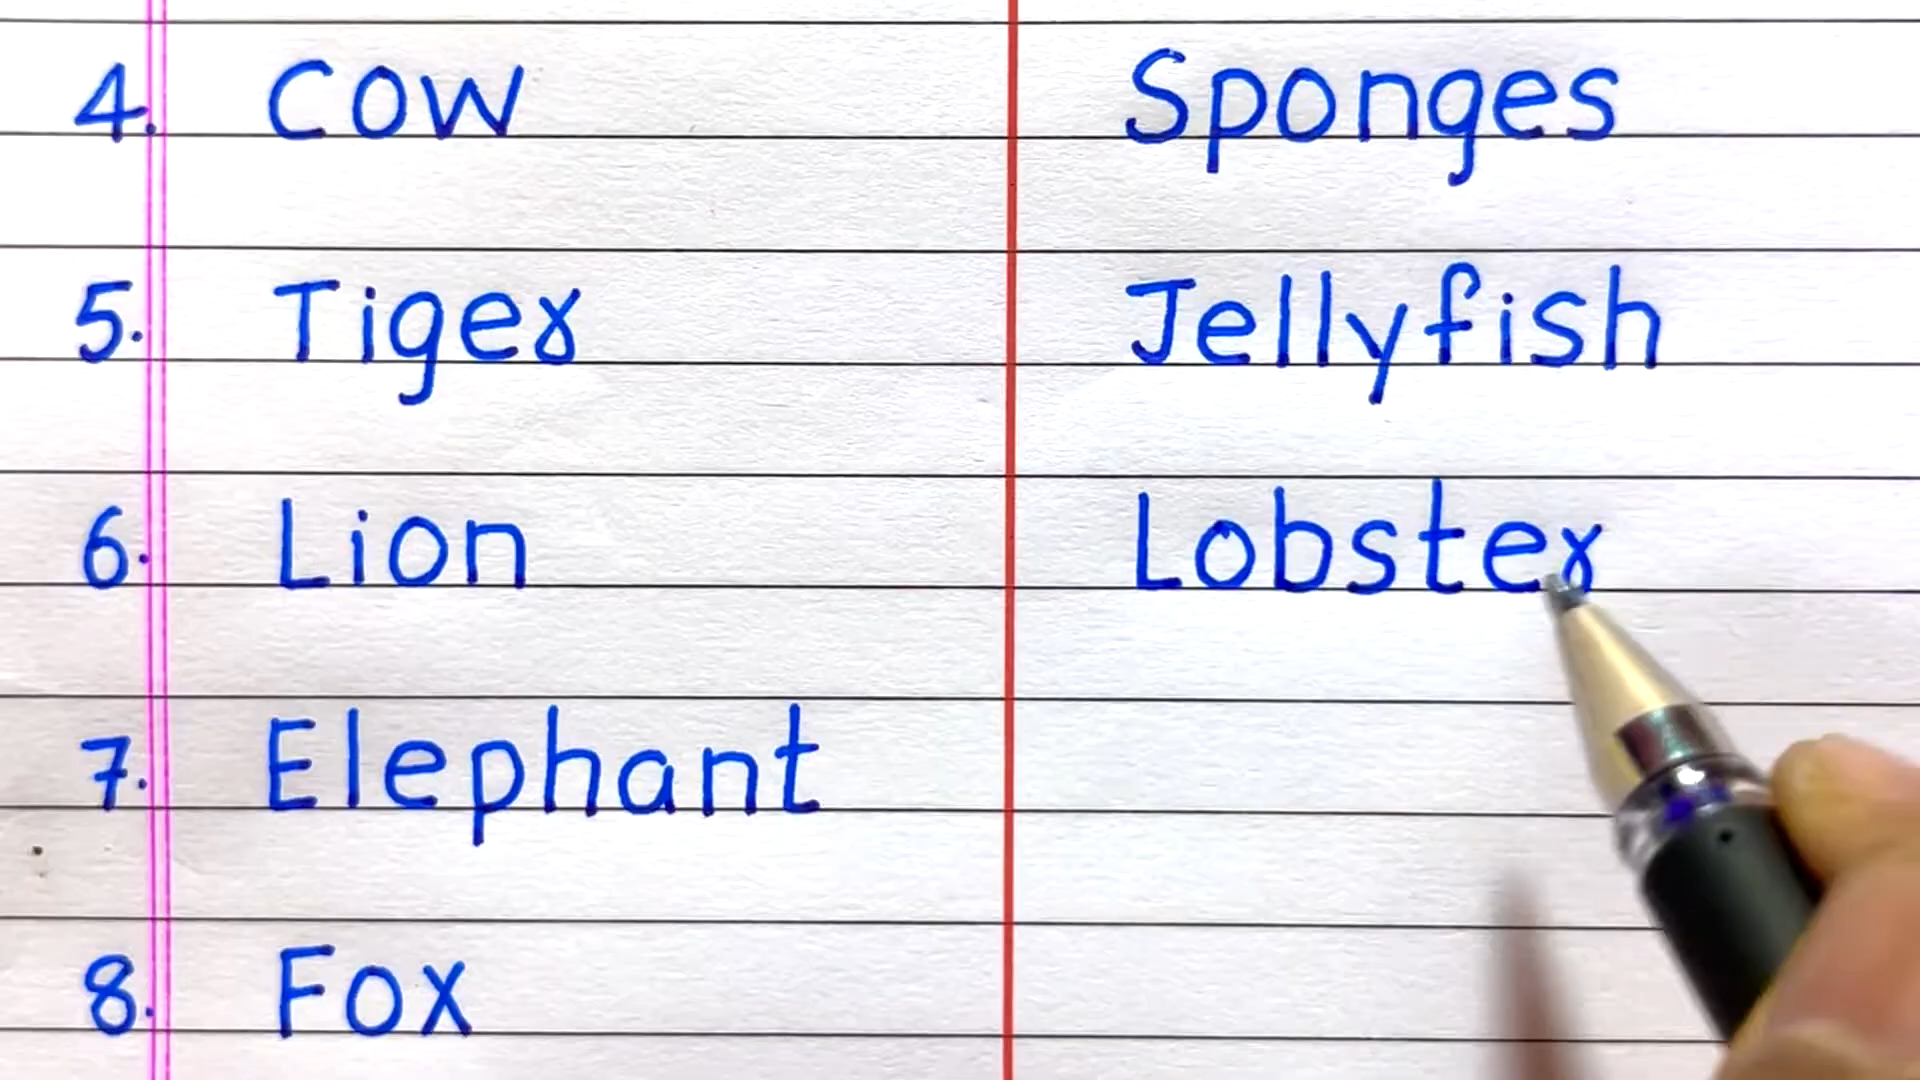 4. Cow Sponges
5. Tiger Jellyfish
6. Lion Lobster
7. Elephant
8. Fox